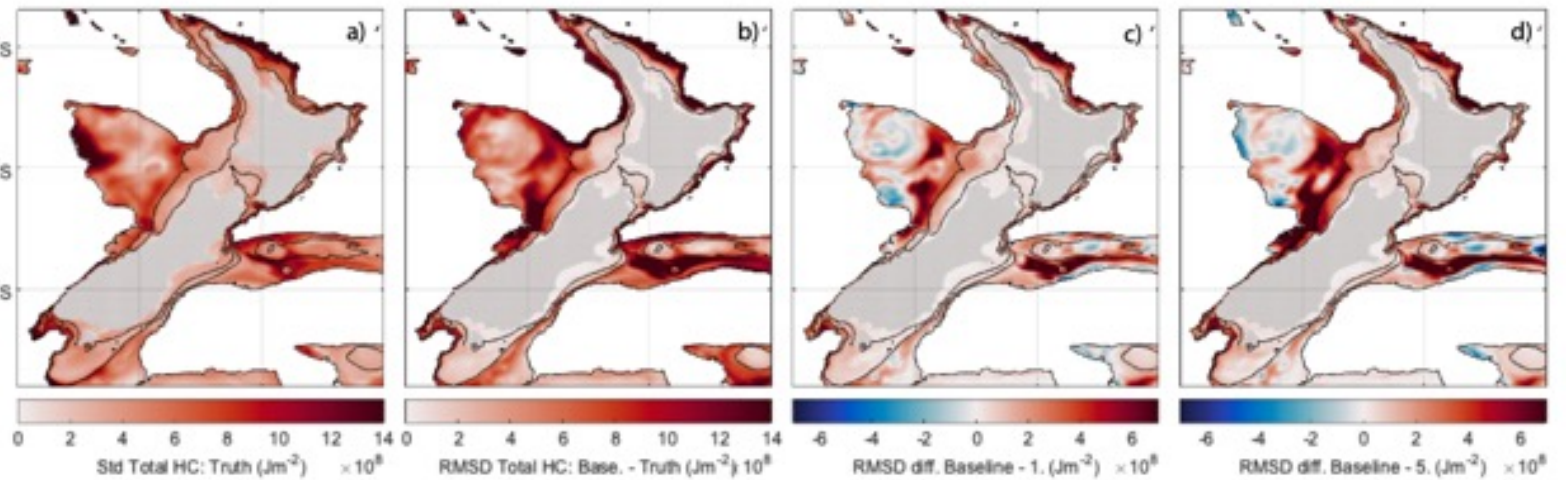 a) b) c) d)
S
S
S
0 2 4 6 8 10 12 14 0 2 4 6 8 10 12 14 -6 -4 -2 0 2 4 6 -6 -4 -2 0 2 4 6
Std Total HC: Truth (Jm-2) ×10⁸ RMSD Total HC: Base. - Truth (Jm-2) 10⁸ RMSD diff. Baseline - 1. (Jm-2) ×10⁸ RMSD diff. Baseline - 5. (Jm-2) ×10⁸